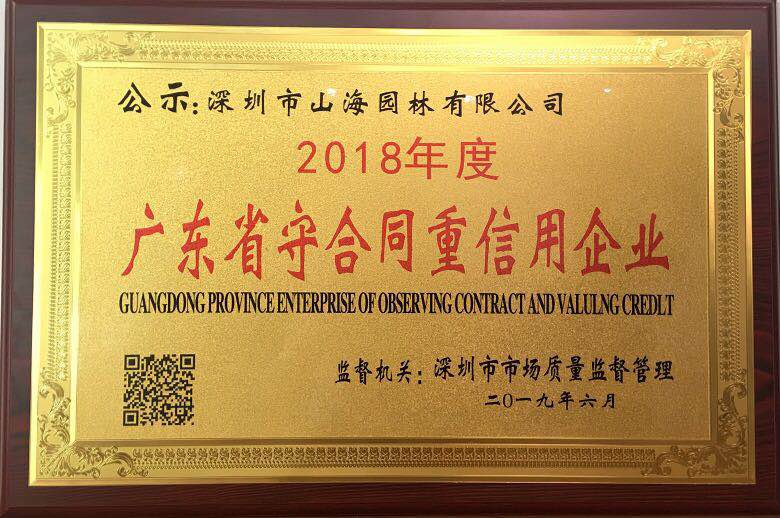 公示:深圳市山海园林有限公司
2018年度
广东省守合同重信用企业
GUANGDONG PROVINCE ENTERPRISE OF OBSERVING CONTRACT AND VALULNG CREDLT
监督机关:深圳市市场质量监督管理
二〇一九年六月